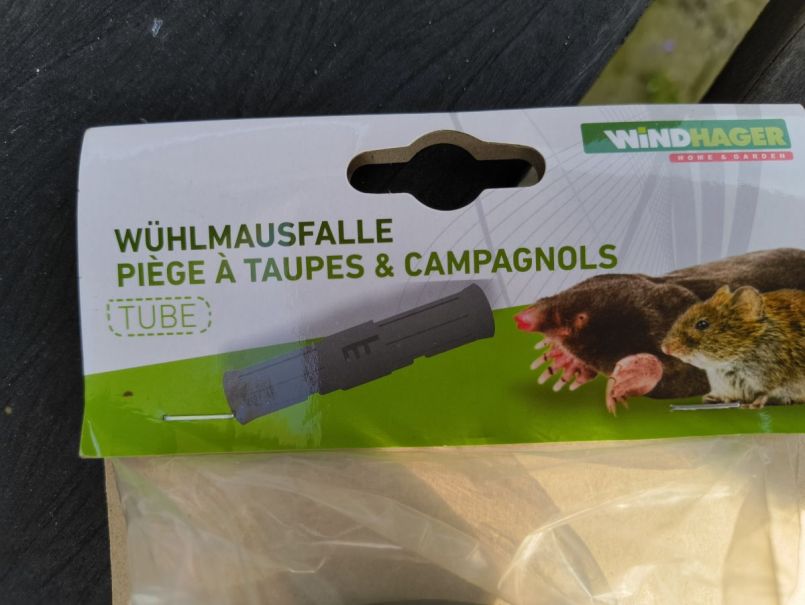 WiNDHAGER
HOME & GARDEN
WÜHLMAUSFALLE
PIÈGE À TAUPES & CAMPAGNOLS
TUBE